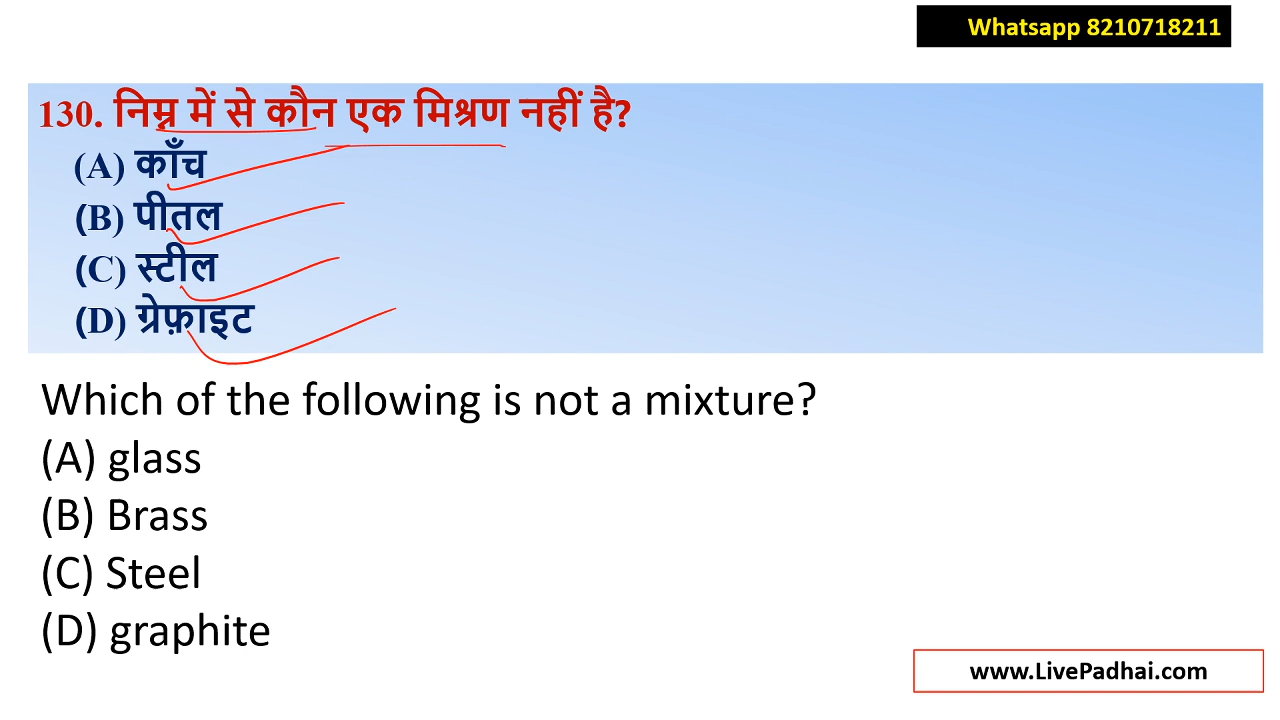 Whatsapp 8210718211
130. निम्न में से कौन एक मिश्रण नहीं है?
(A) काँच
(B) पीतल
(C) स्टील
(D) ग्रेफ़ाइट
Which of the following is not a mixture?
(A) glass
(B) Brass
(C) Steel
(D) graphite
www.LivePadhai.com